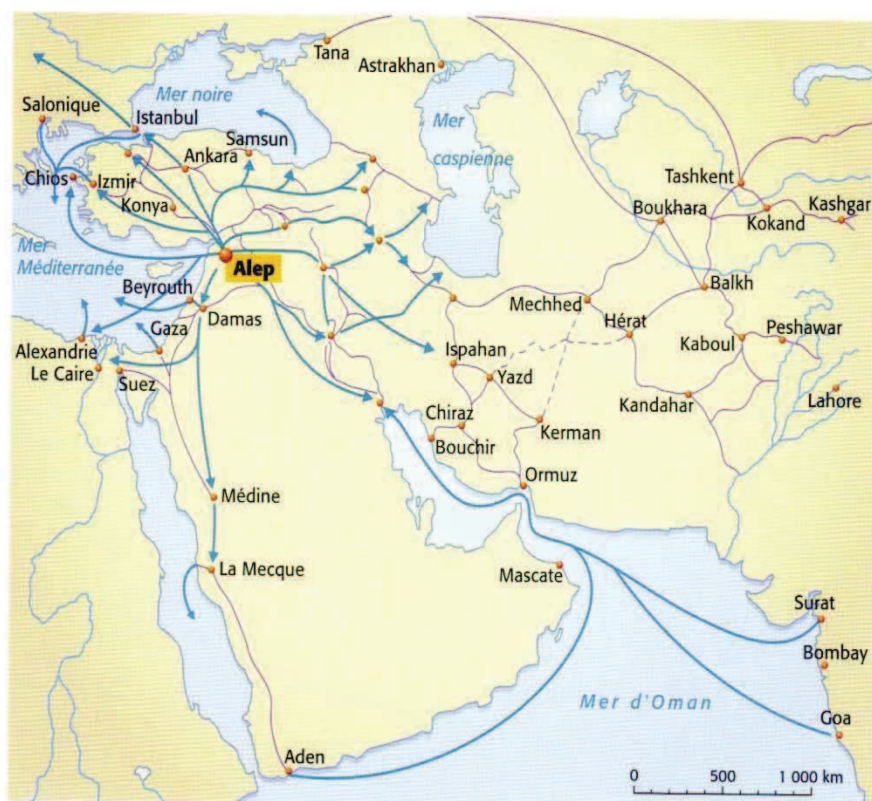 Tana
Astrakhan
Mer noire
Salonique
Istanbul
Samsun
Mer
caspienne
Ankara
Chios
Izmir
Konya
Tashkent
Boukhara
Kokand
Kashgar
Mer
Méditerranée
Alep
Beyrouth
Damas
Mechhed
Balkh
Gaza
Hérat
Kaboul
Peshawar
Alexandrie
Le Caire
Suez
Ispahan
Yazd
Kandahar
Lahore
Chiraz
Bouchir
Kerman
Ormuz
Médine
La Mecque
Mascate
Surat
Bombay
Mer d'Oman
Goa
Aden
0 500 1 000 km